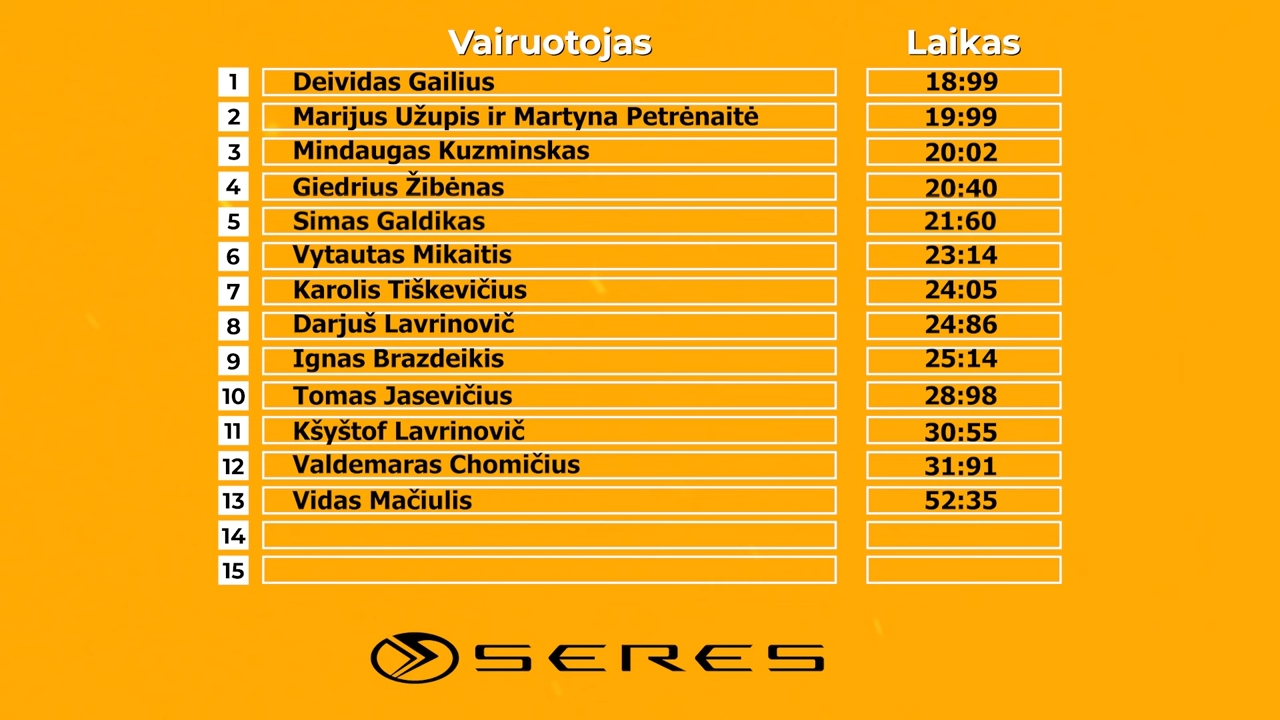 Vairuotojas Laikas
1 Deividas Gailius 18:99
2 Marijus Užupis ir Martyna Petrėnaitė 19:99
3 Mindaugas Kuzminskas 20:02
4 Giedrius Žibėnas 20:40
5 Simas Galdikas 21:60
6 Vytautas Mikaitis 23:14
7 Karolis Tiškevičius 24:05
8 Darjuš Lavrinovič 24:86
9 Ignas Brazdeikis 25:14
10 Tomas Jasevičius 28:98
11 Kšyštof Lavrinovič 30:55
12 Valdemaras Chomičius 31:91
13 Vidas Mačiulis 52:35
14
15
SERES